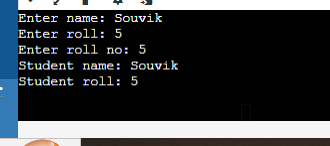 Enter name: Souvik
Enter roll: 5
Enter roll no: 5
Student name: Souvik
Student roll: 5